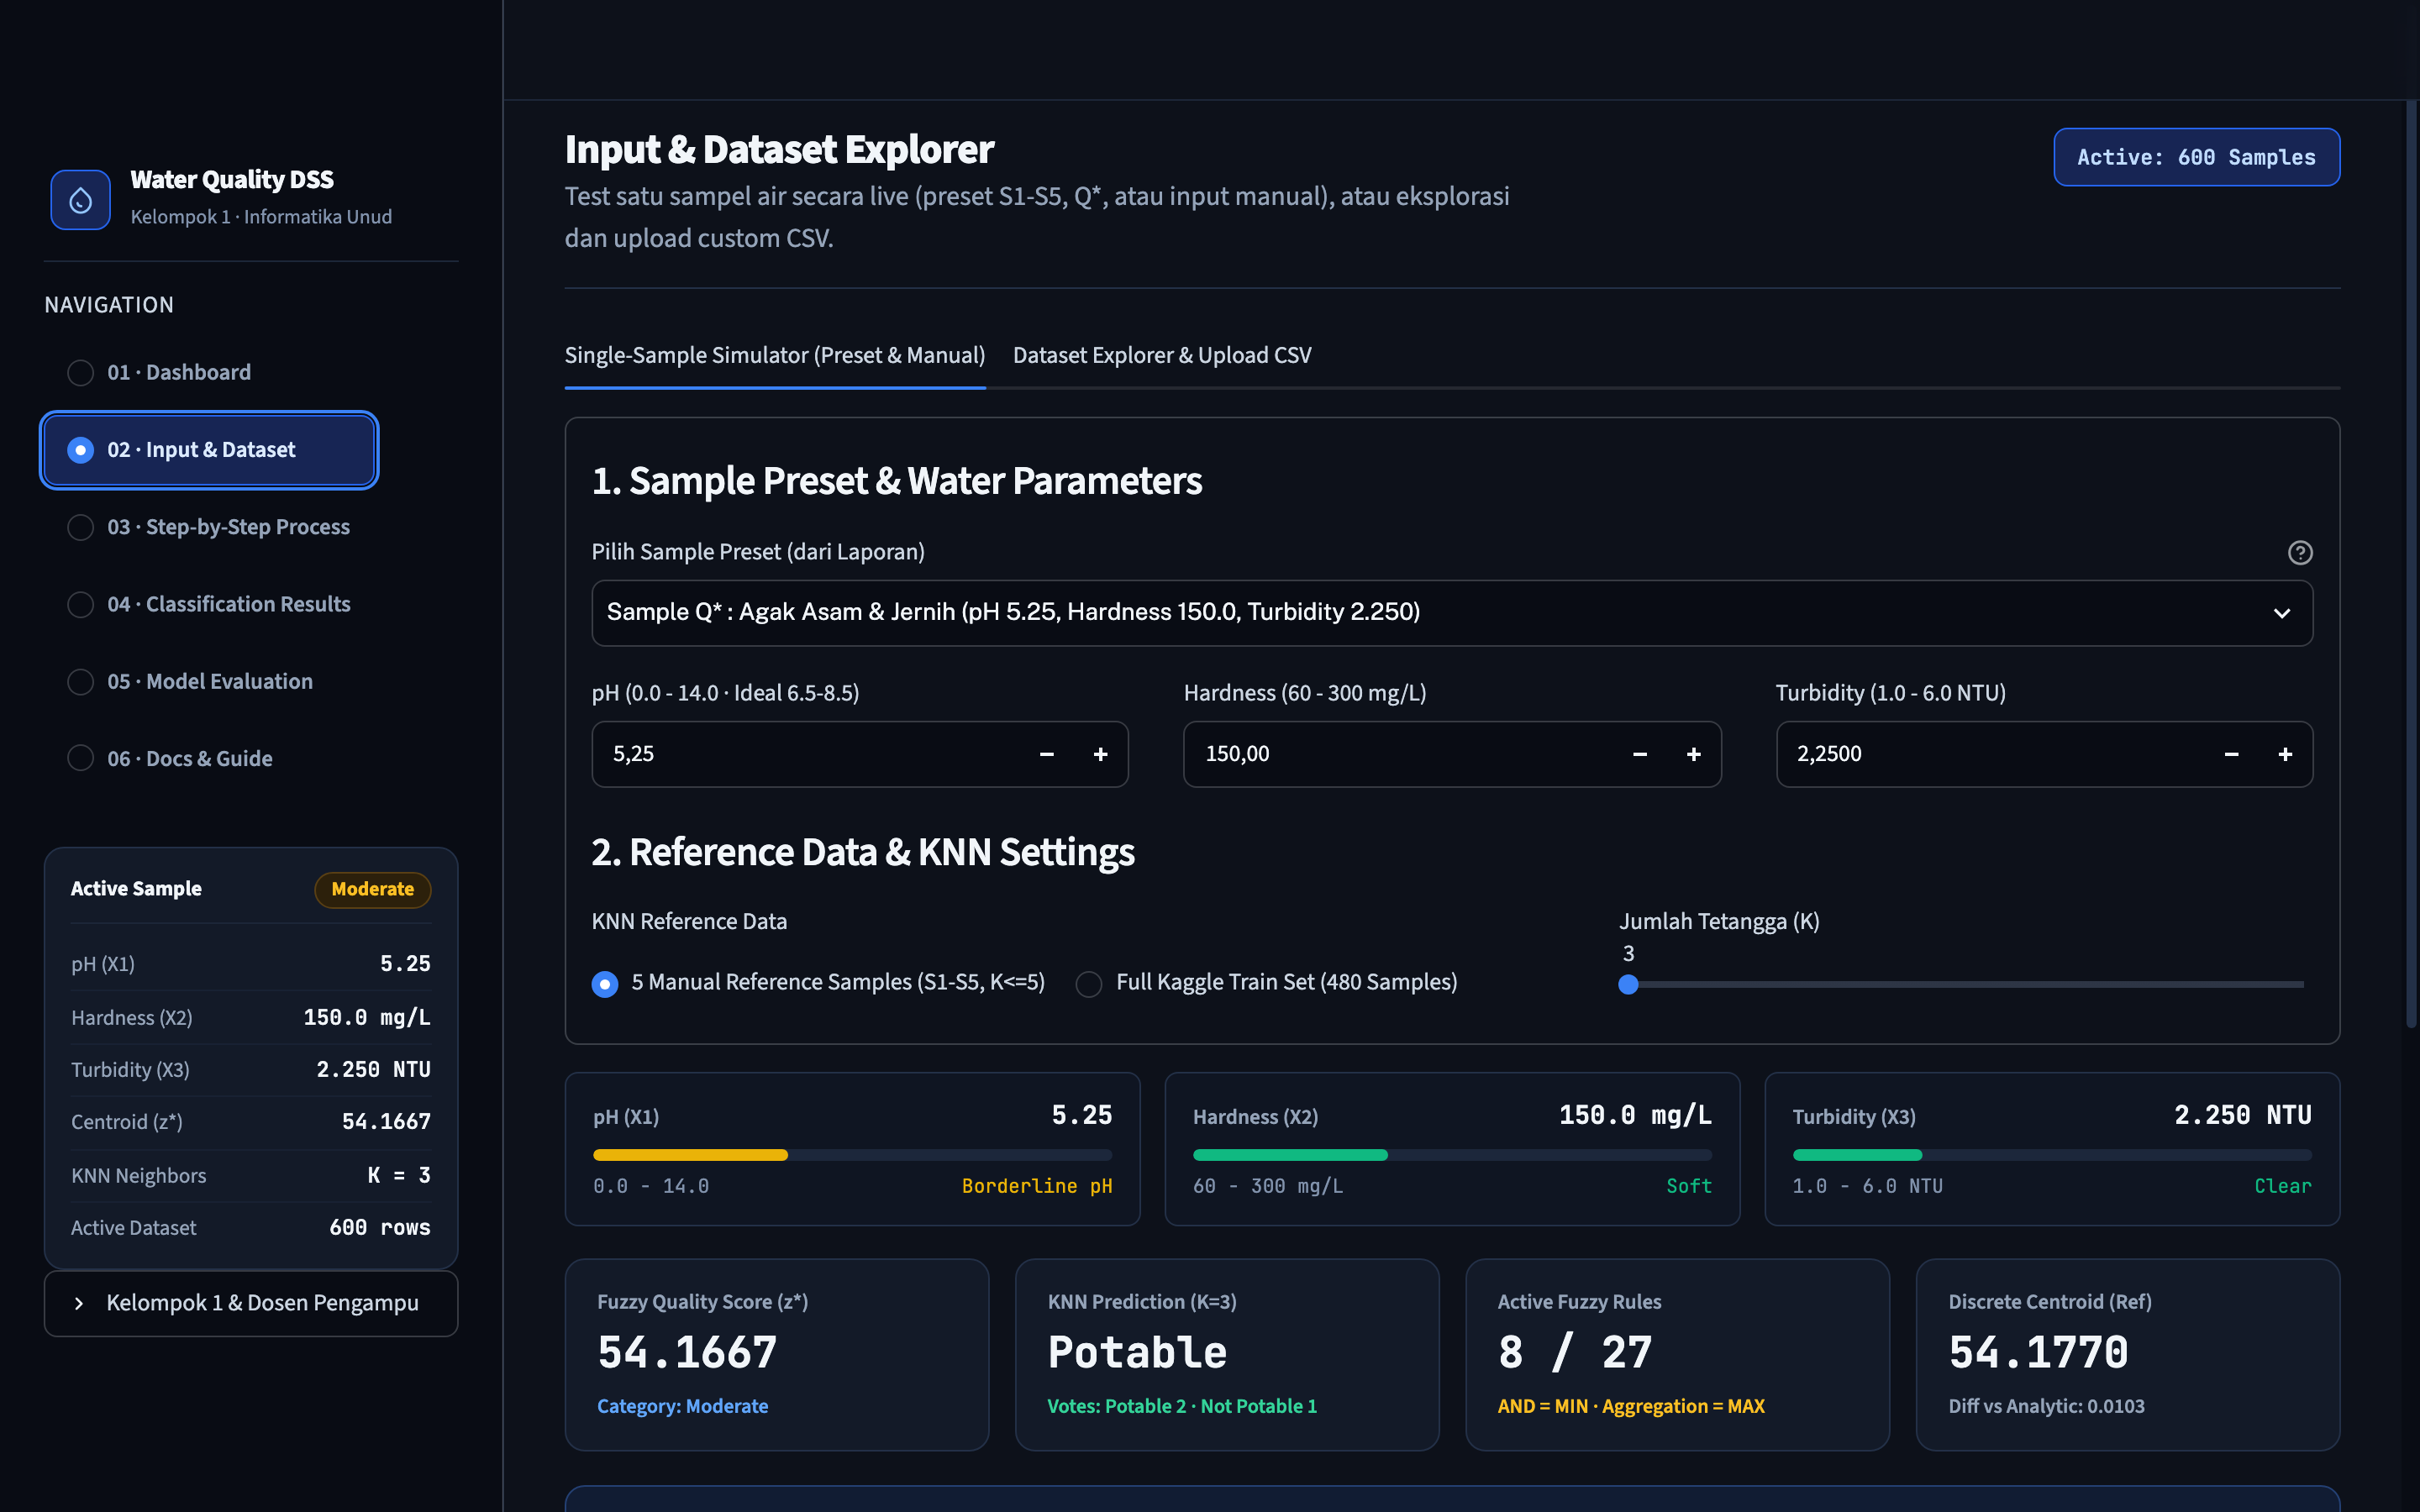 Water Quality DSS
Kelompok 1 · Informatika Unud
NAVIGATION
01 · Dashboard
02 · Input & Dataset
03 · Step-by-Step Process
04 · Classification Results
05 · Model Evaluation
06 · Docs & Guide
Active Sample
Moderate
pH (X1)
5.25
Hardness (X2)
150.0 mg/L
Turbidity (X3)
2.250 NTU
Centroid (z*)
54.1667
KNN Neighbors
K = 3
Active Dataset
600 rows
Kelompok 1 & Dosen Pengampu
Input & Dataset Explorer
Test satu sampel air secara live (preset S1-S5, Q*, atau input manual), atau eksplorasi
dan upload custom CSV.
Active: 600 Samples
Single-Sample Simulator (Preset & Manual)
Dataset Explorer & Upload CSV
1. Sample Preset & Water Parameters
Pilih Sample Preset (dari Laporan)
Sample Q* : Agak Asam & Jernih (pH 5.25, Hardness 150.0, Turbidity 2.250)
pH (0.0 - 14.0 · Ideal 6.5-8.5)
5,25
Hardness (60 - 300 mg/L)
150,00
Turbidity (1.0 - 6.0 NTU)
2,2500
2. Reference Data & KNN Settings
KNN Reference Data
5 Manual Reference Samples (S1-S5, K<=5)
Full Kaggle Train Set (480 Samples)
Jumlah Tetangga (K)
3
pH (X1)
5.25
0.0 - 14.0
Borderline pH
Hardness (X2)
150.0 mg/L
60 - 300 mg/L
Soft
Turbidity (X3)
2.250 NTU
1.0 - 6.0 NTU
Clear
Fuzzy Quality Score (z*)
54.1667
Category: Moderate
KNN Prediction (K=3)
Potable
Votes: Potable 2 · Not Potable 1
Active Fuzzy Rules
8 / 27
AND = MIN · Aggregation = MAX
Discrete Centroid (Ref)
54.1770
Diff vs Analytic: 0.0103